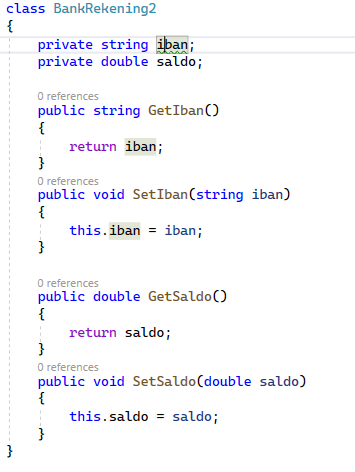 class BankRekening2
{
    private string iban;
    private double saldo;
    0 references
    public string GetIban()
    {
        return iban;
    }
    0 references
    public void SetIban(string iban)
    {
        this.iban = iban;
    }
    0 references
    public double GetSaldo()
    {
        return saldo;
    }
    0 references
    public void SetSaldo(double saldo)
    {
        this.saldo = saldo;
    }
}